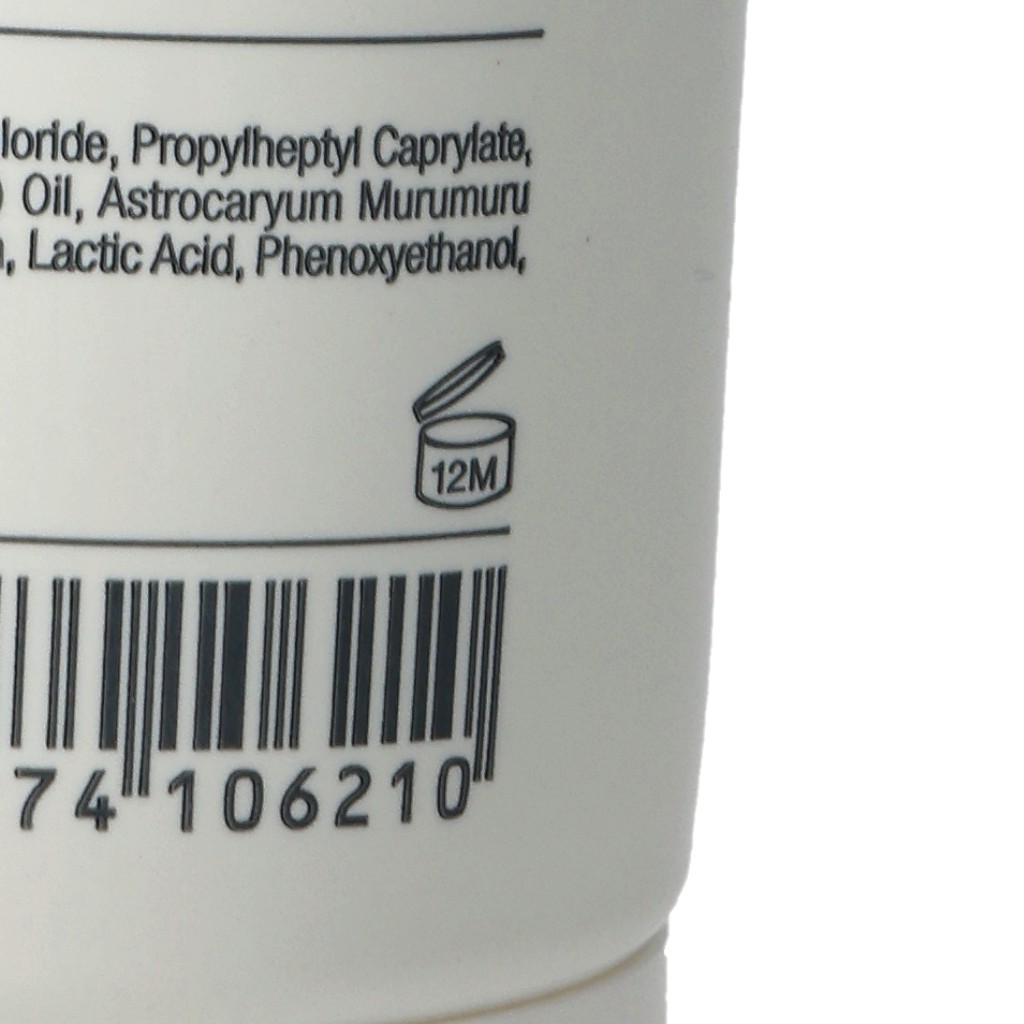 loride, Propylheptyl Caprylate,
) Oil, Astrocaryum Murumuru
, Lactic Acid, Phenoxyethanol,
12M
74 106210